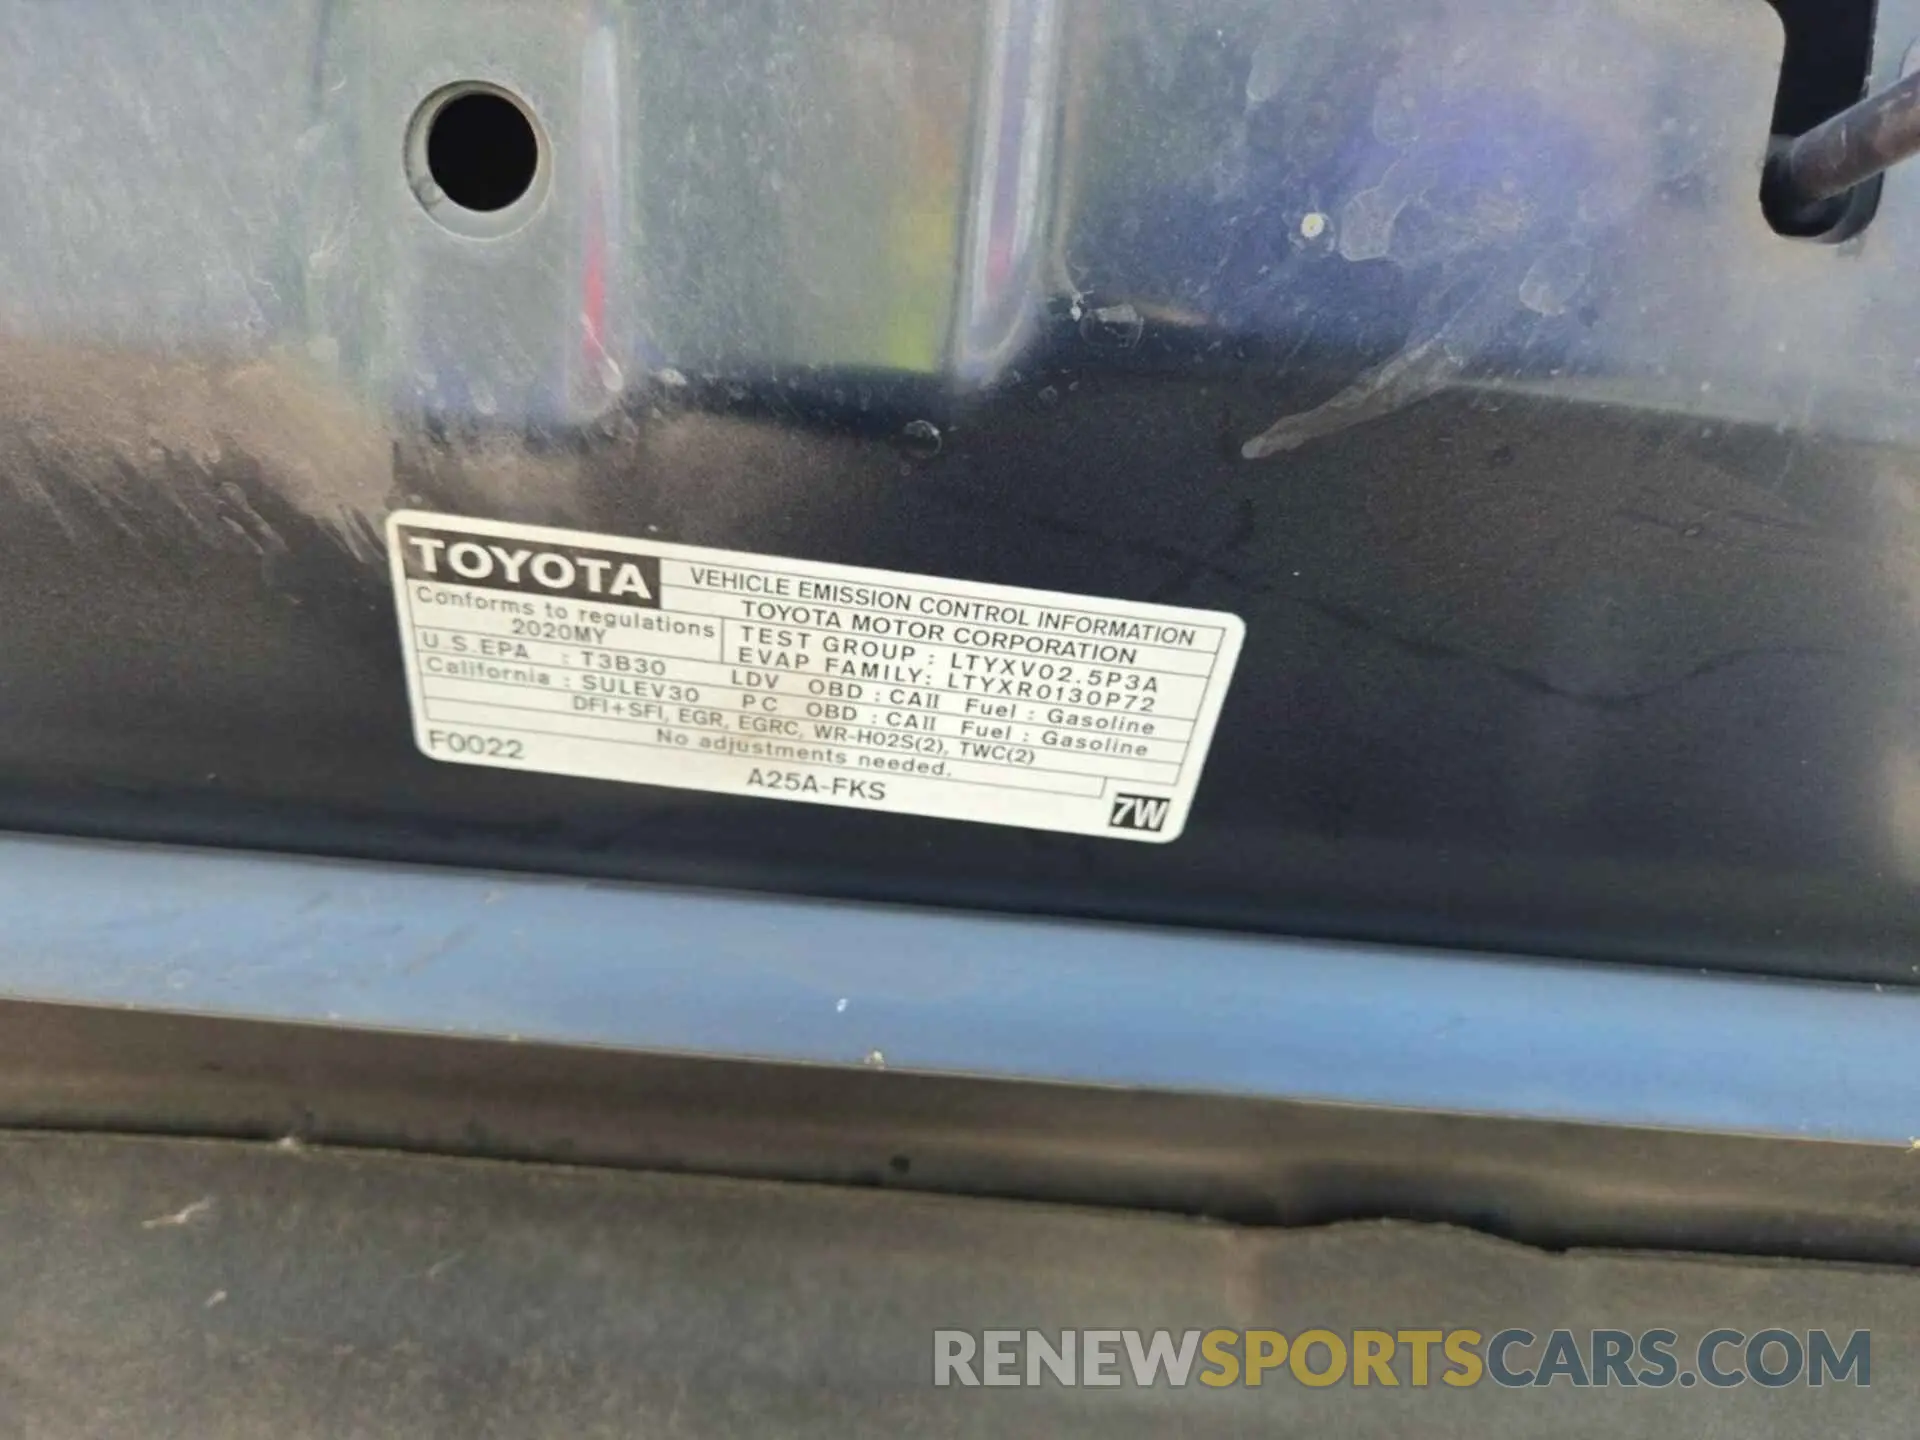 TOYOTA
VEHICLE EMISSION CONTROL INFORMATION
Conforms to regulations
2020MY
TOYOTA MOTOR CORPORATION
TEST GROUP : LTYXV02.5P3A
EVAP FAMILY: LTYXR0130P72
U.S.EPA : T3B30 LDV OBD : CAII Fuel : Gasoline
California : SULEV30 PC OBD : CAII Fuel : Gasoline
DFI+SFI, EGR, EGRC, WR-HO2S(2), TWC(2)
No adjustments needed.
F0022
A25A-FKS
7W
RENEWSPORTSCARS.COM